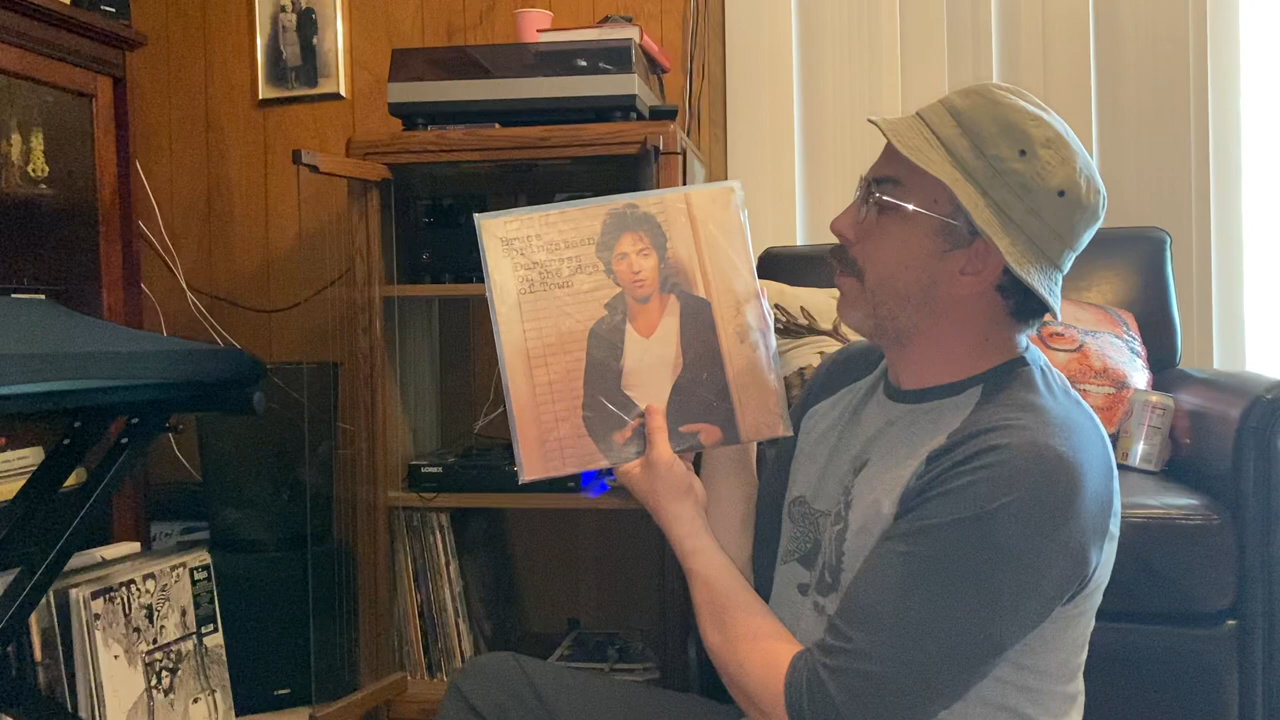 Bruce
Springsteen
Darkness
on the Edge
of Town
LOREX